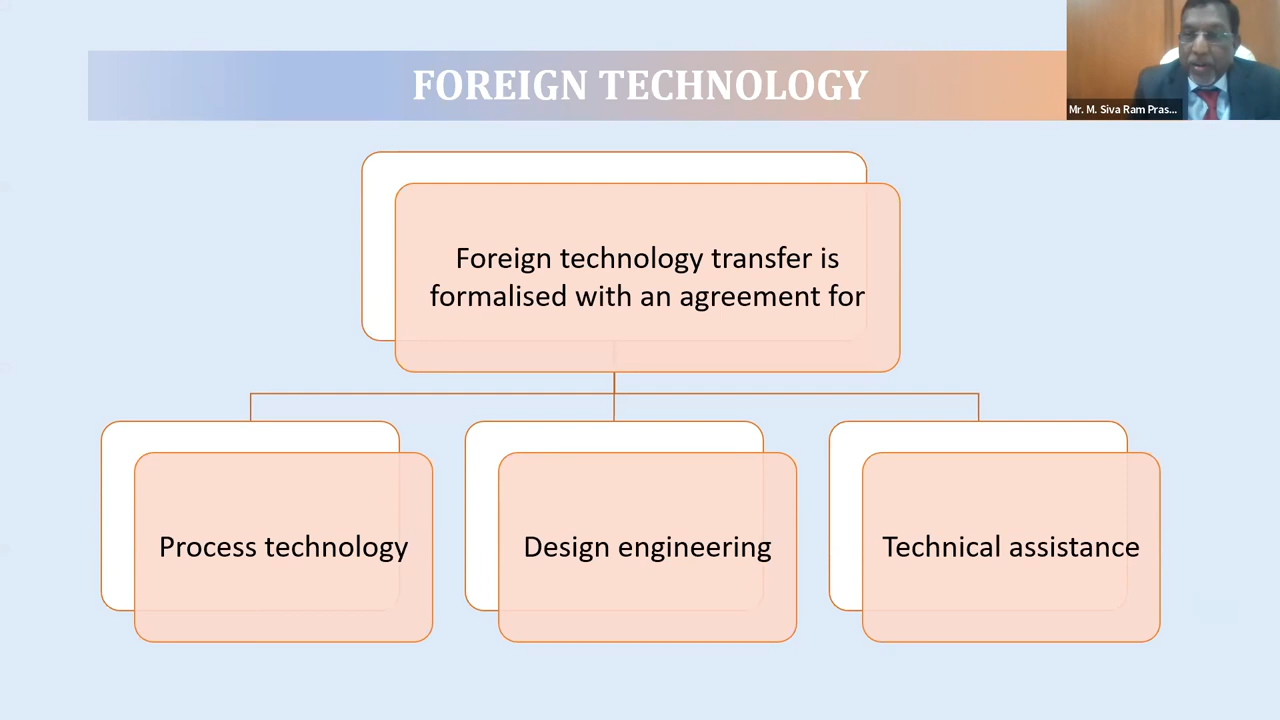 FOREIGN TECHNOLOGY
Mr. M. Siva Ram Pras...
Foreign technology transfer is
formalised with an agreement for
Process technology
Design engineering
Technical assistance